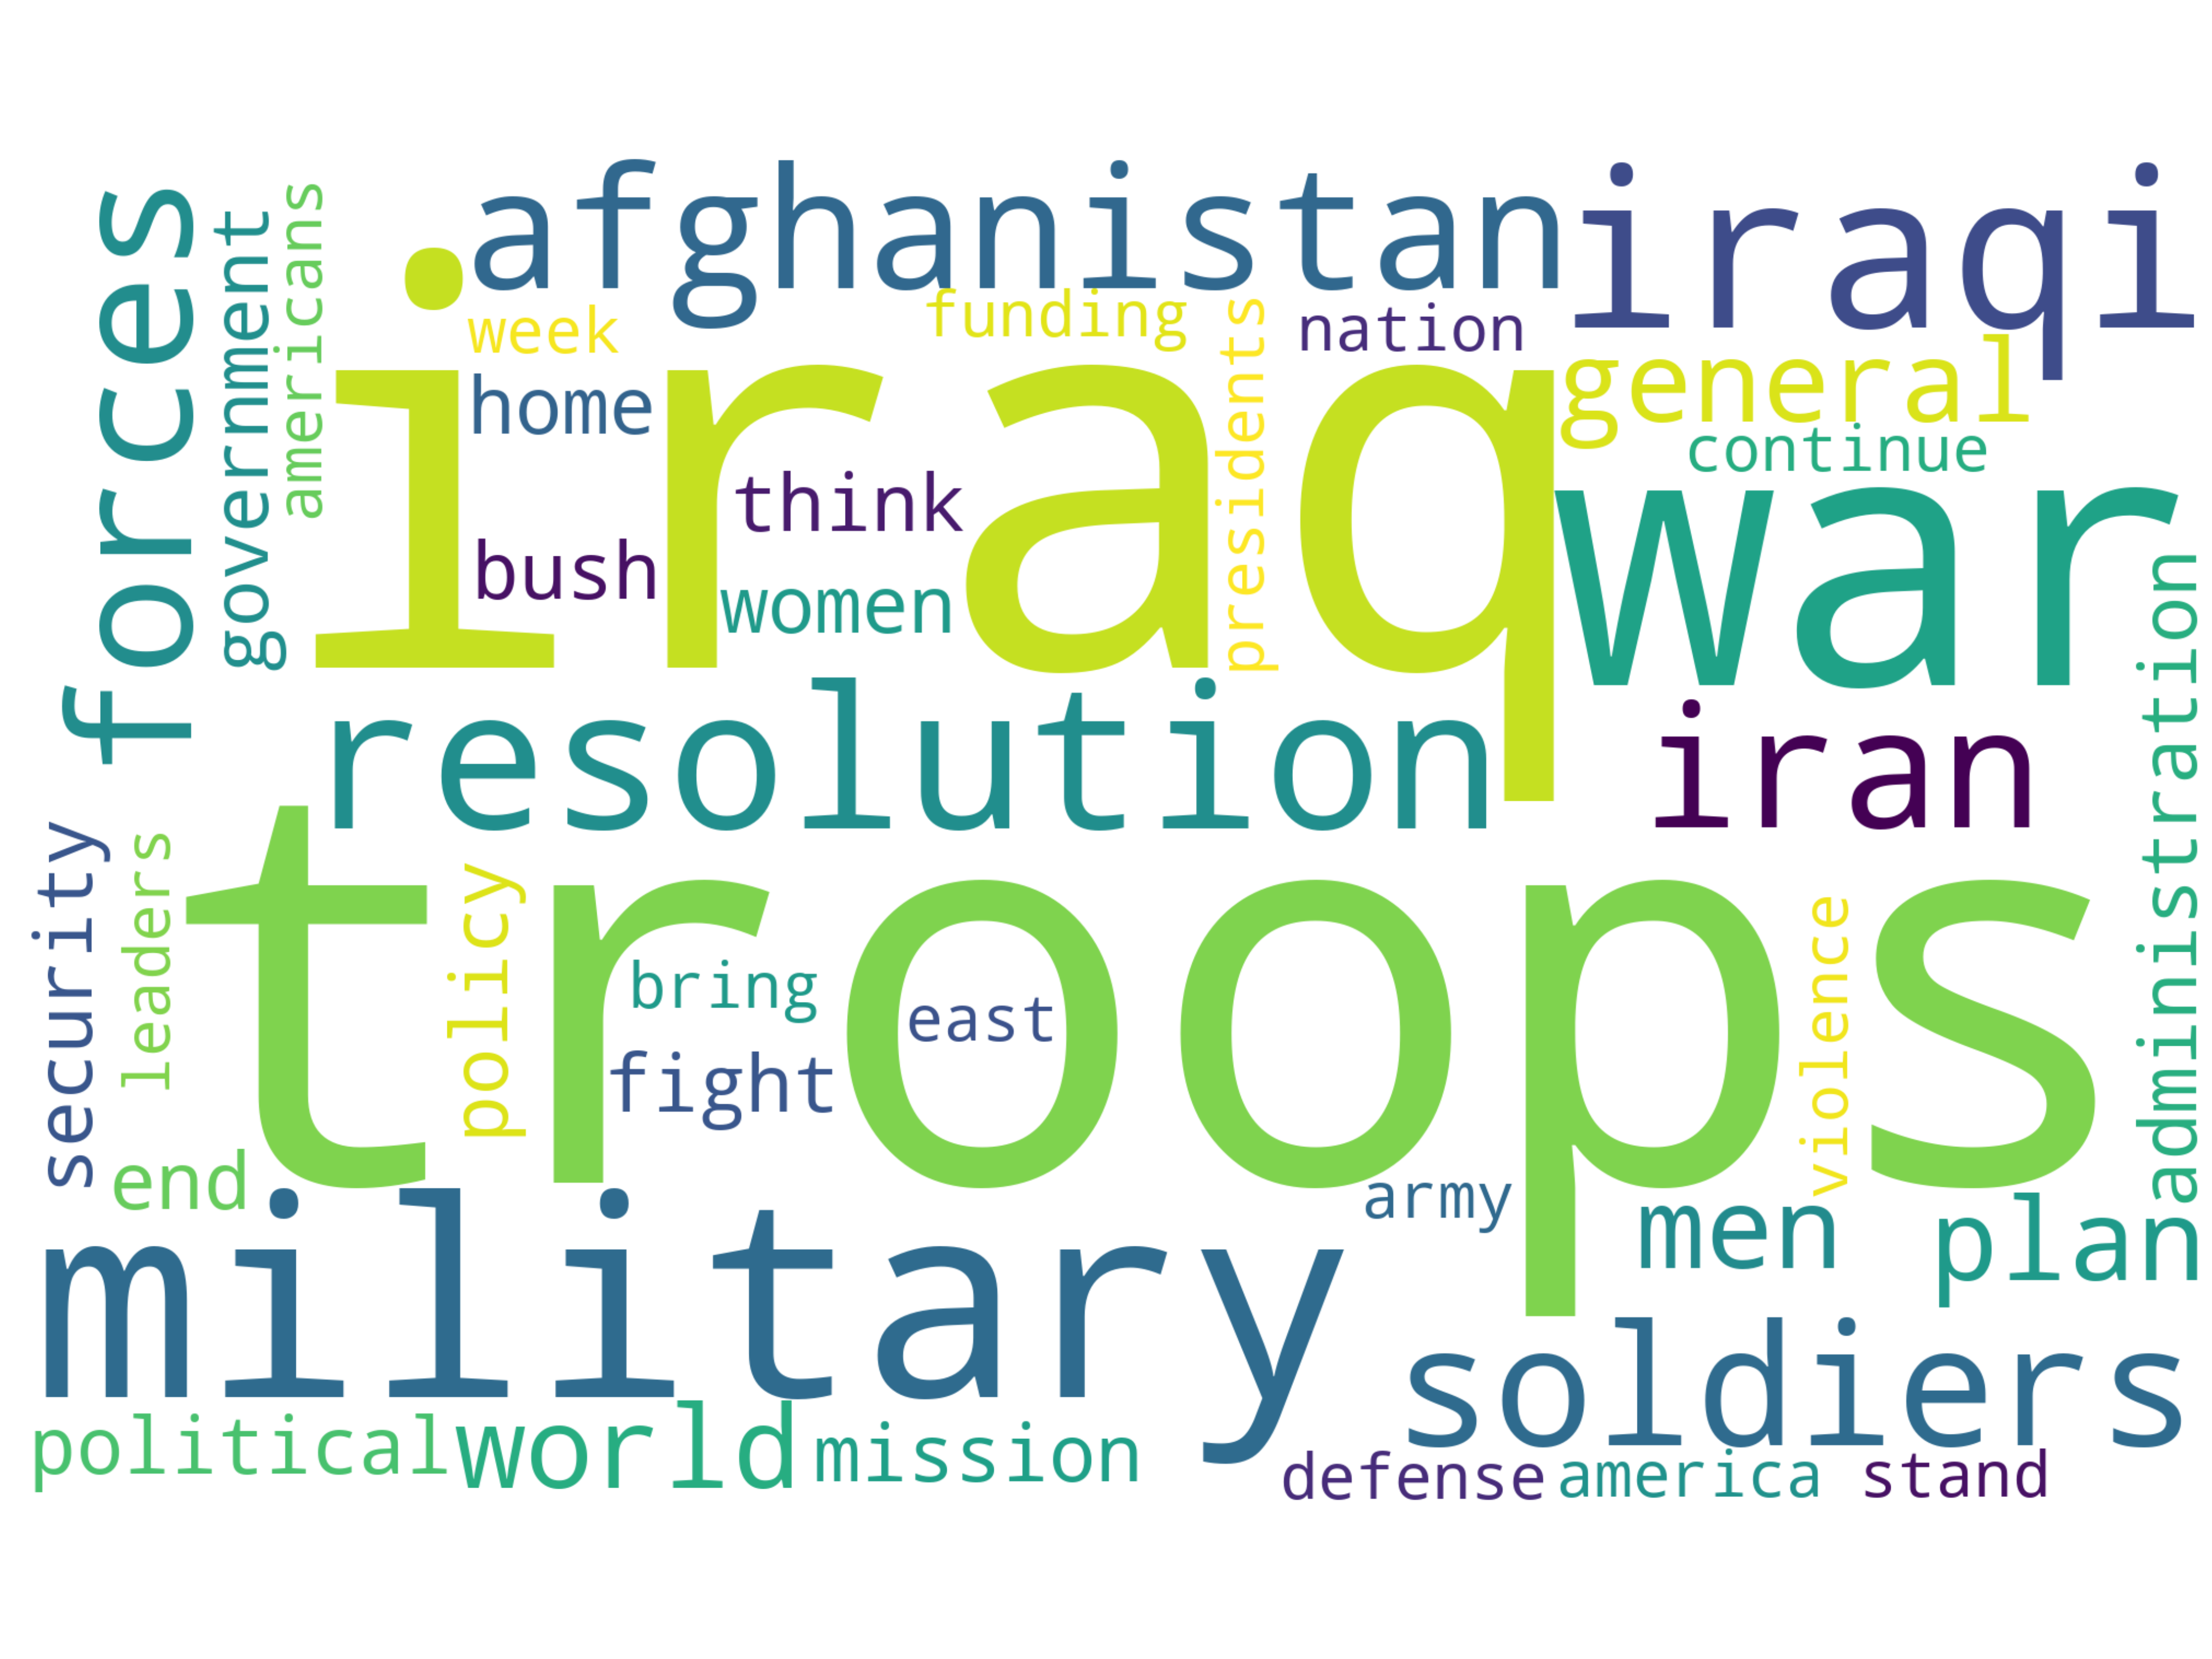 afghanistan
iraqi
forces
government
americans
week
funding
presidents
nation
general
home
continue
iraq
think
war
bush
women
resolution
iran
administration
security
leaders
troops
policy
violence
bring
east
fight
end
military
army
men
plan
soldiers
political
world
mission
defense
america
stand